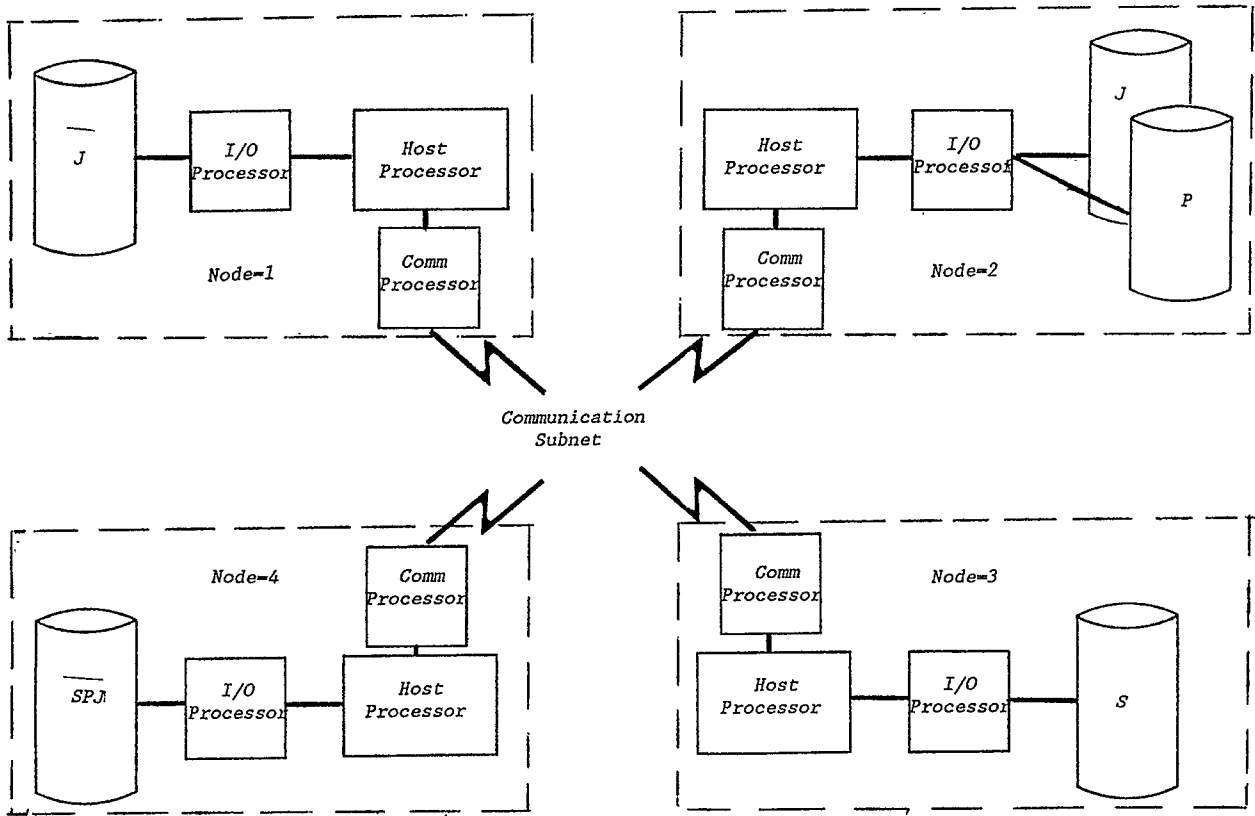 J
I/O
Processor
Host
Processor
Comm
Processor
Node=1
Host
Processor
I/O
Processor
J
P
Comm
Processor
Node=2
Communication
Subnet
Node=4
Comm
Processor
SPJ
I/O
Processor
Host
Processor
Comm
Processor
Node=3
Host
Processor
I/O
Processor
S